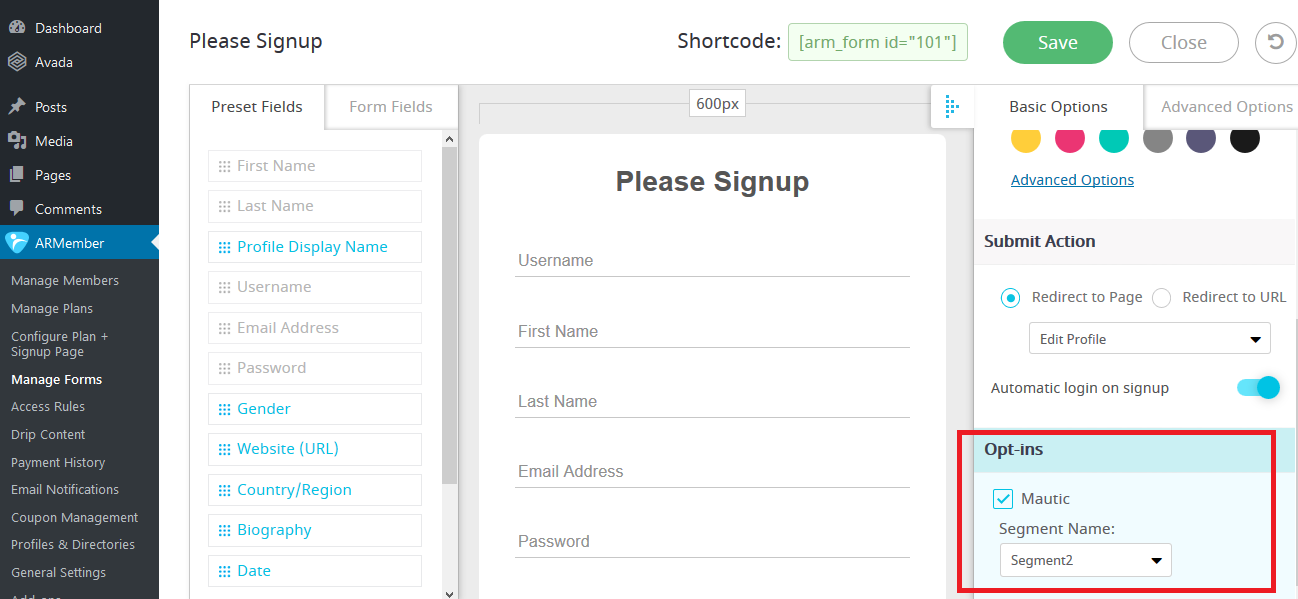 Dashboard
Avada
Posts
Media
Pages
Comments
ARMember
Manage Members
Manage Plans
Configure Plan +
Signup Page
Manage Forms
Access Rules
Drip Content
Payment History
Email Notifications
Coupon Management
Profiles & Directories
General Settings
Please Signup
Shortcode: [arm_form id="101"]
Save
Close
Preset Fields
Form Fields
First Name
Last Name
Profile Display Name
Username
Email Address
Password
Gender
Website (URL)
Country/Region
Biography
Date
600px
Please Signup
Username
First Name
Last Name
Email Address
Password
Basic Options
Advanced Options
Advanced Options
Submit Action
Redirect to Page
Redirect to URL
Edit Profile
Automatic login on signup
Opt-ins
Mautic
Segment Name:
Segment2